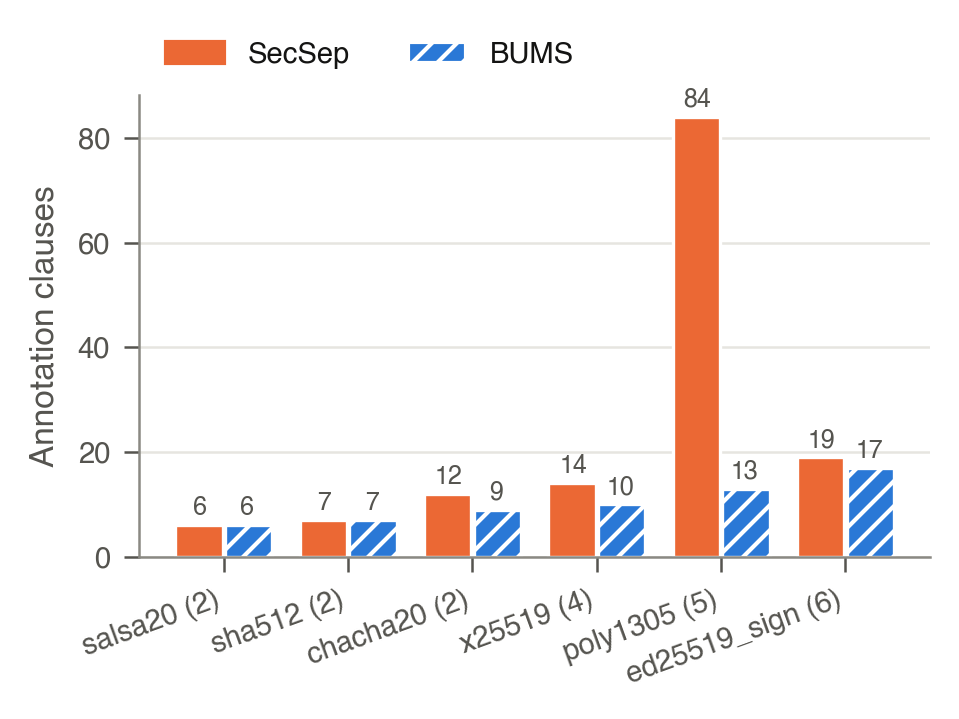 SecSep BUMS
Annotation clauses
80
60
40
20
0
6 6 7 7 12 9 14 10 84 13 19 17
salsa20 (2)
sha512 (2)
chacha20 (2)
x25519 (4)
poly1305 (5)
ed25519_sign (6)